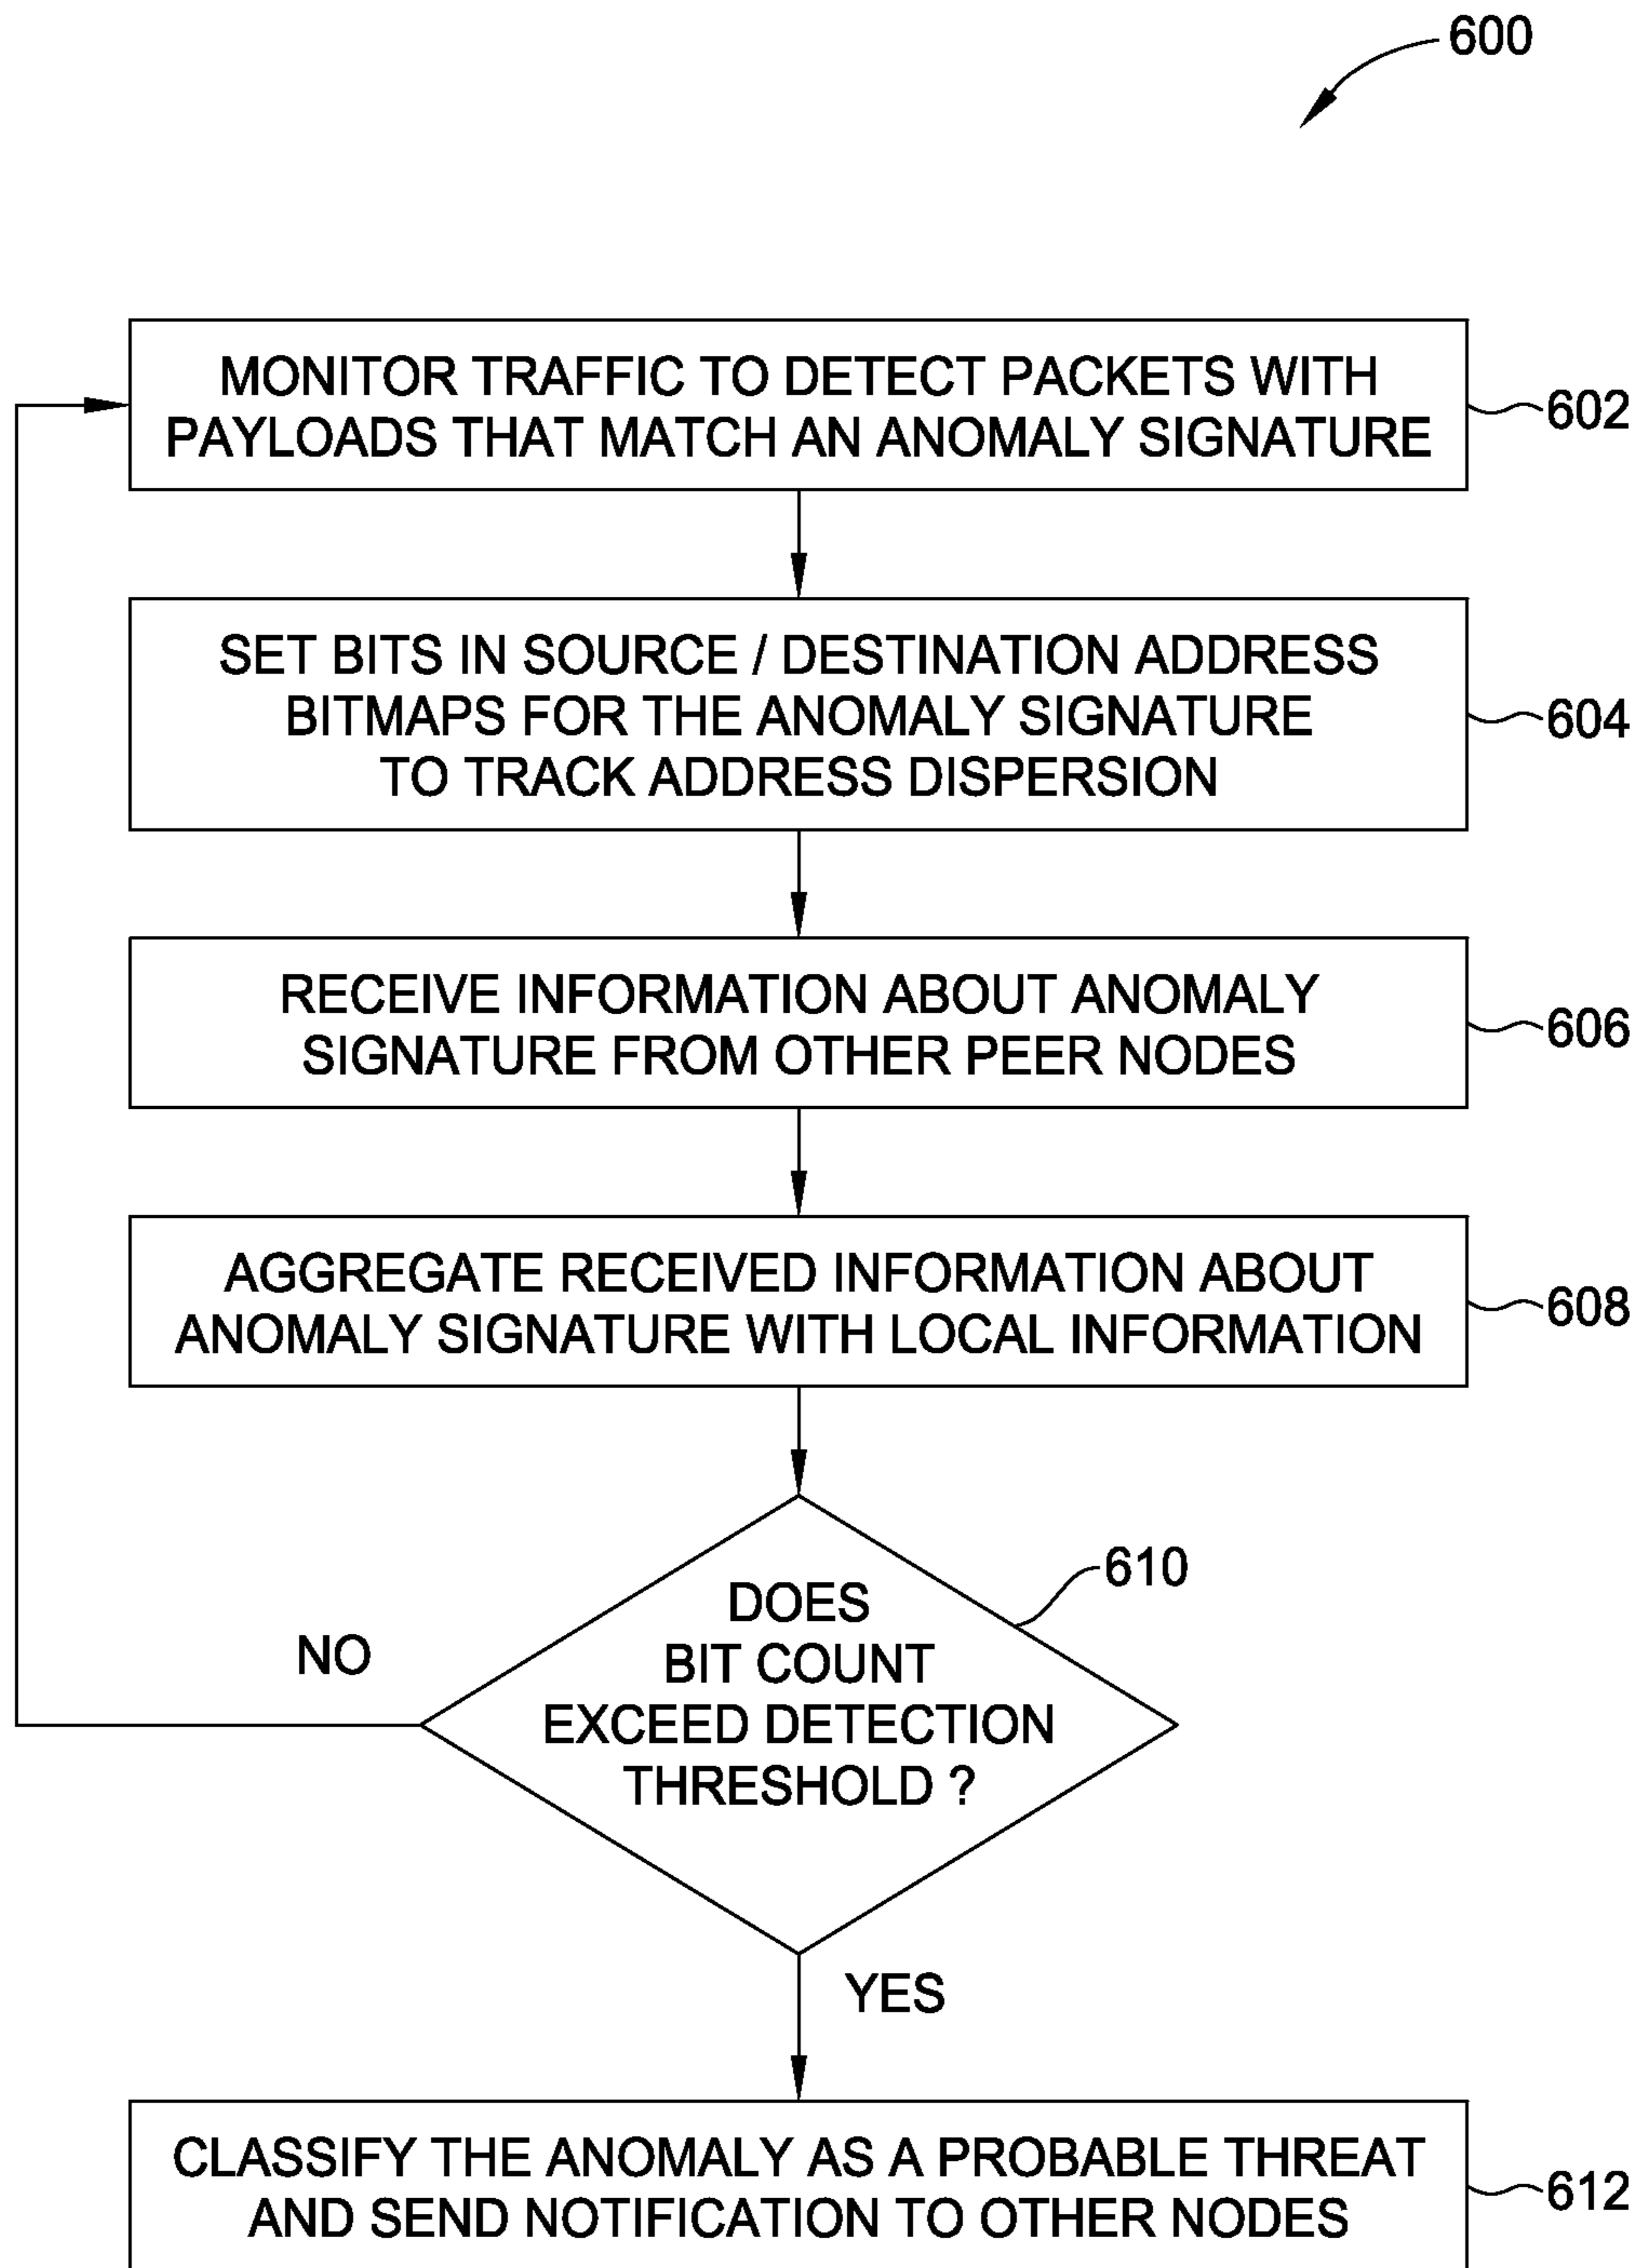 600
MONITOR TRAFFIC TO DETECT PACKETS WITH
PAYLOADS THAT MATCH AN ANOMALY SIGNATURE
602
SET BITS IN SOURCE / DESTINATION ADDRESS
BITMAPS FOR THE ANOMALY SIGNATURE
TO TRACK ADDRESS DISPERSION
604
RECEIVE INFORMATION ABOUT ANOMALY
SIGNATURE FROM OTHER PEER NODES
606
AGGREGATE RECEIVED INFORMATION ABOUT
ANOMALY SIGNATURE WITH LOCAL INFORMATION
608
DOES
BIT COUNT
EXCEED DETECTION
THRESHOLD ?
610
NO
YES
CLASSIFY THE ANOMALY AS A PROBABLE THREAT
AND SEND NOTIFICATION TO OTHER NODES
612